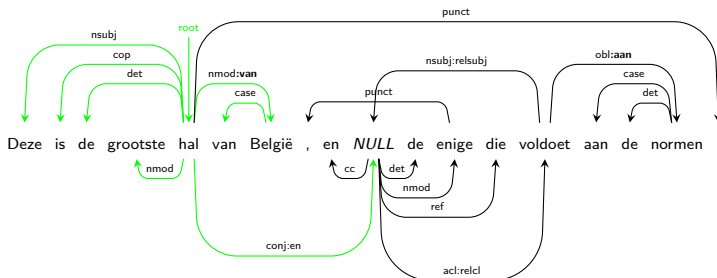 punct
root
nsubj
cop
nsubj:relsubj
obl:aan
det
nmod:van
case
case
punct
det
Deze is de grootste hal van België , en NULL de enige die voldoet aan de normen
nmod
cc
det
nmod
ref
conj:en
acl:relcl